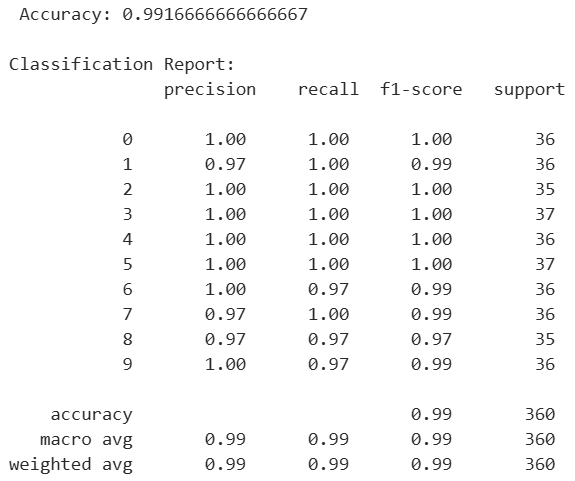 Accuracy: 0.9916666666666667
Classification Report:
precision recall f1-score support
0 1.00 1.00 1.00 36
1 0.97 1.00 0.99 36
2 1.00 1.00 1.00 35
3 1.00 1.00 1.00 37
4 1.00 1.00 1.00 36
5 1.00 1.00 1.00 37
6 1.00 0.97 0.99 36
7 0.97 1.00 0.99 36
8 0.97 0.97 0.97 35
9 1.00 0.97 0.99 36
accuracy 0.99 360
macro avg 0.99 0.99 0.99 360
weighted avg 0.99 0.99 0.99 360